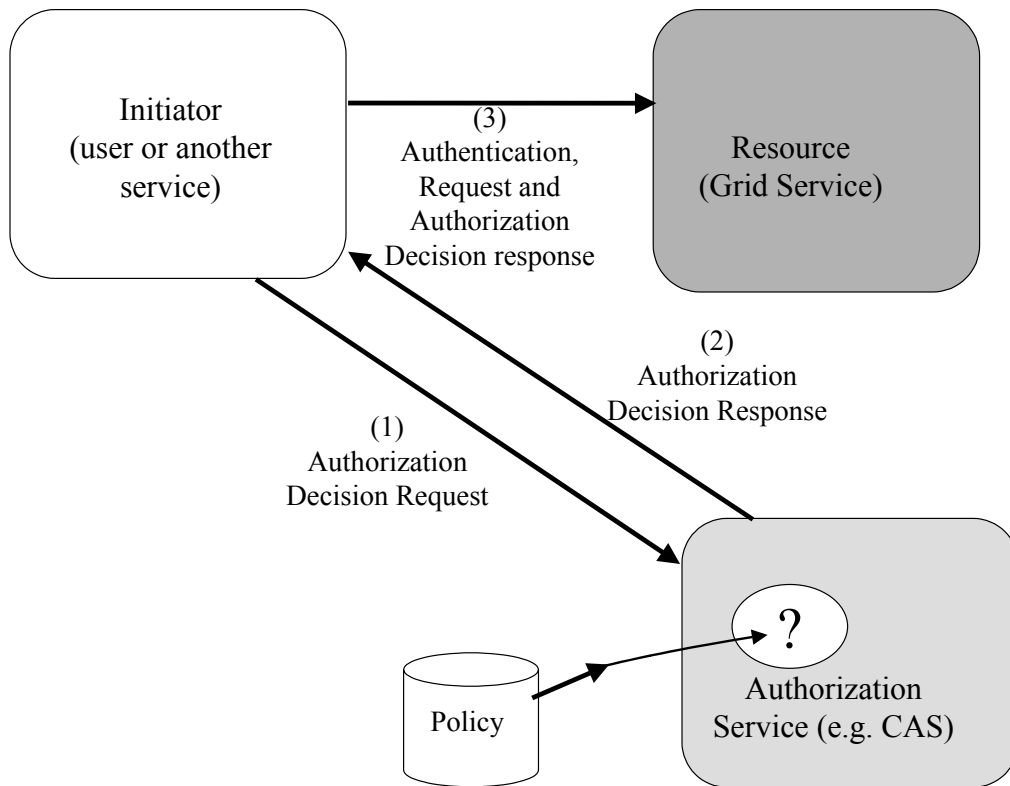 Initiator
(user or another
service)
(3)
Authentication,
Request and
Authorization
Decision response
Resource
(Grid Service)
(2)
Authorization
Decision Response
(1)
Authorization
Decision Request
?
Policy
Authorization
Service (e.g. CAS)